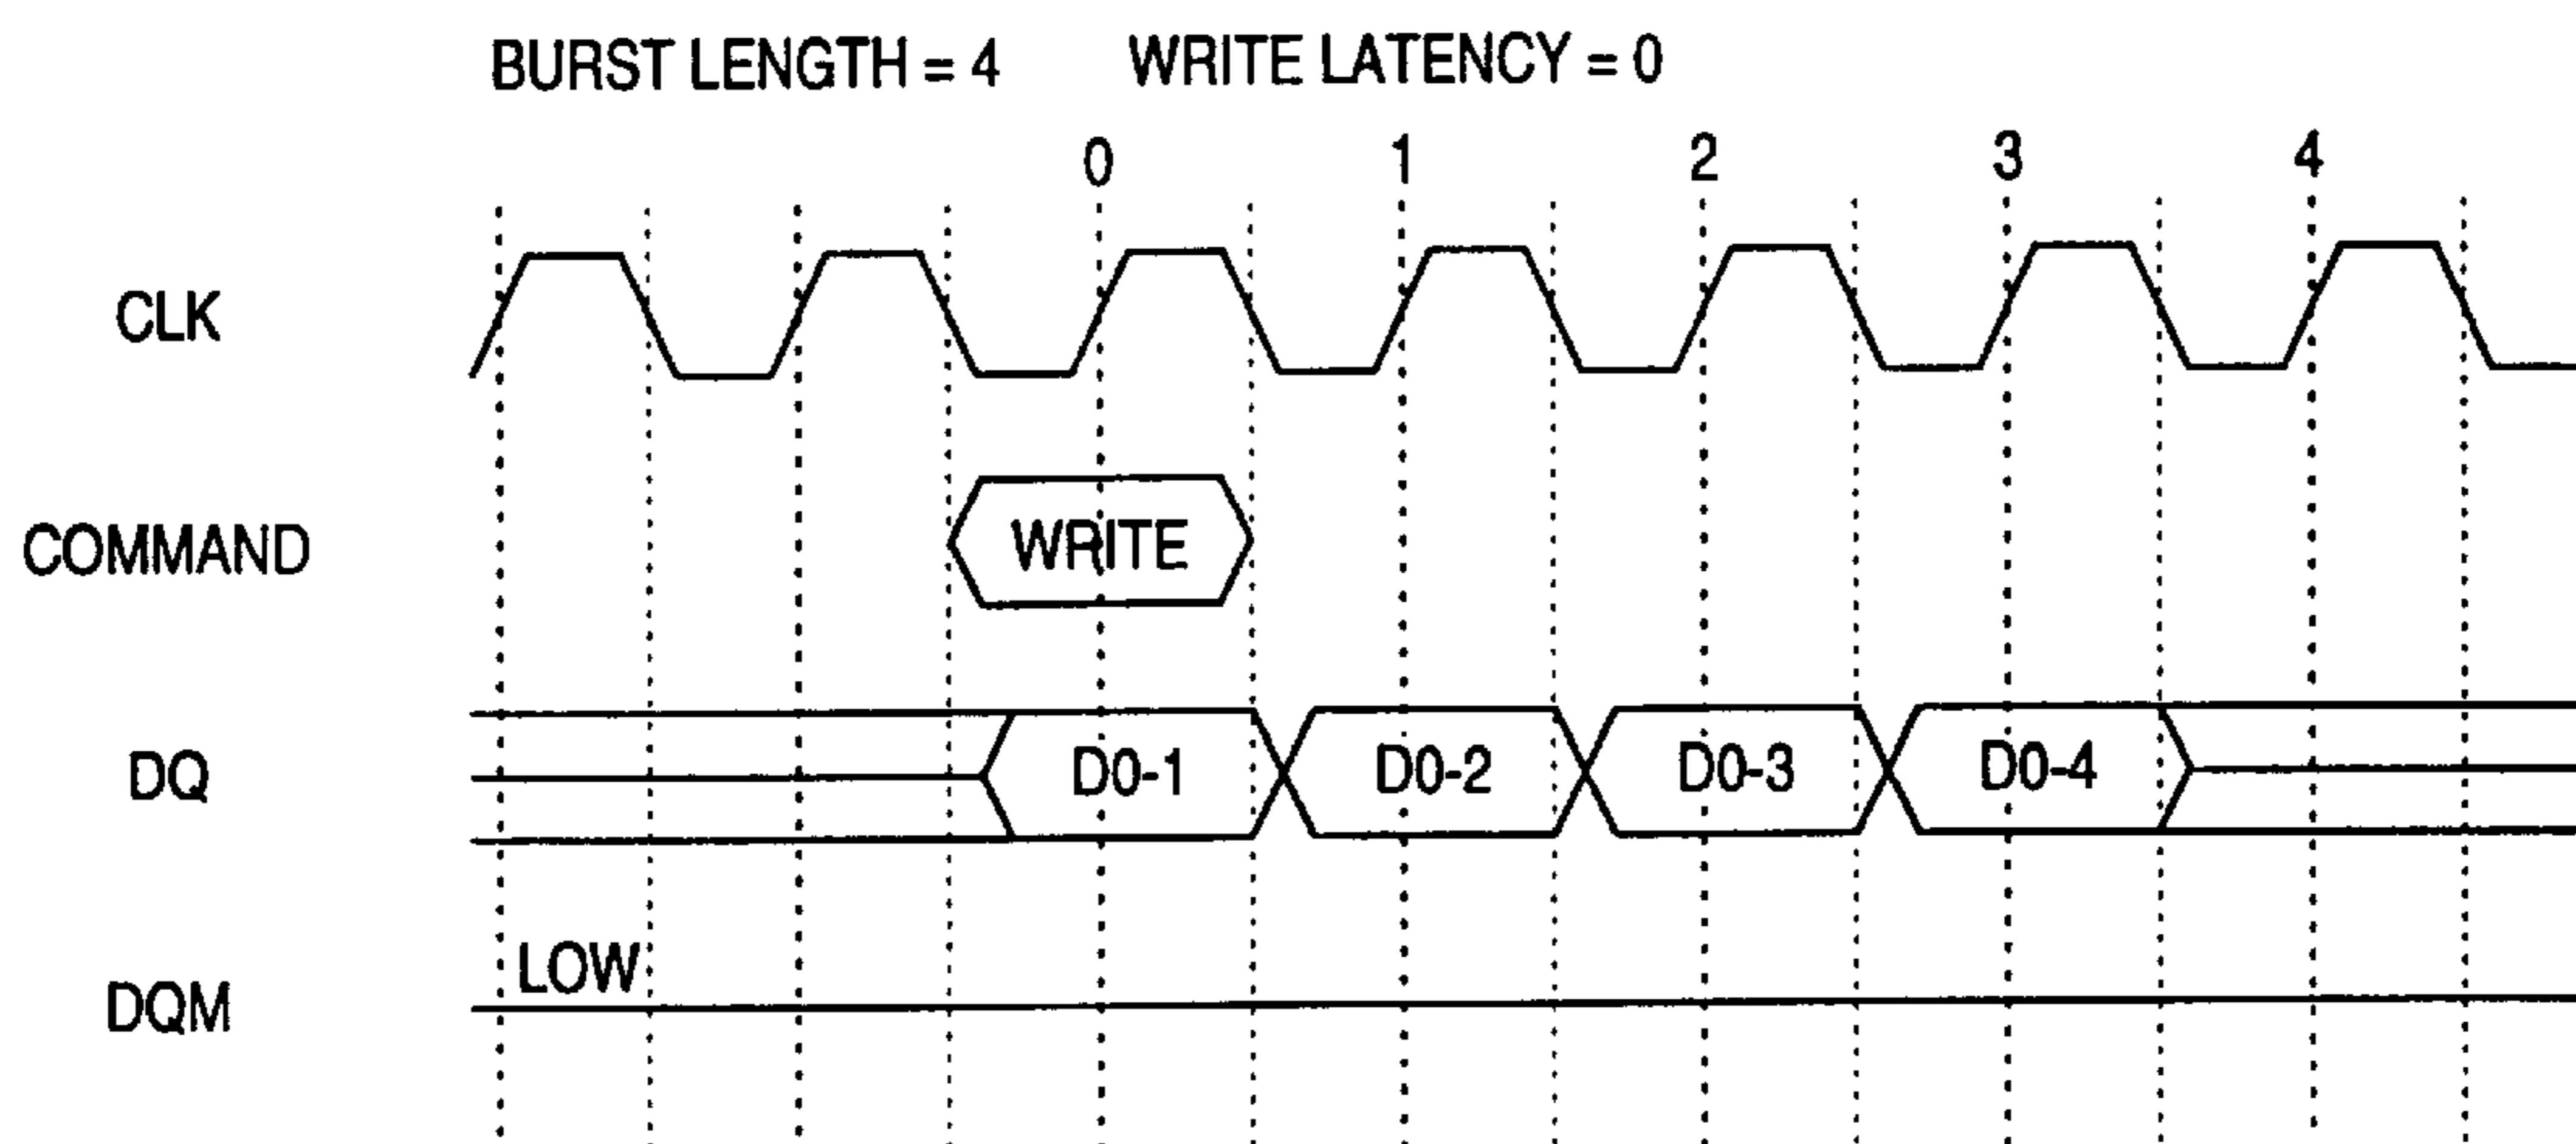 BURST LENGTH = 4 WRITE LATENCY = 0
0 1 2 3 4
CLK
COMMAND WRITE
DQ D0-1 D0-2 D0-3 D0-4
LOW
DQM